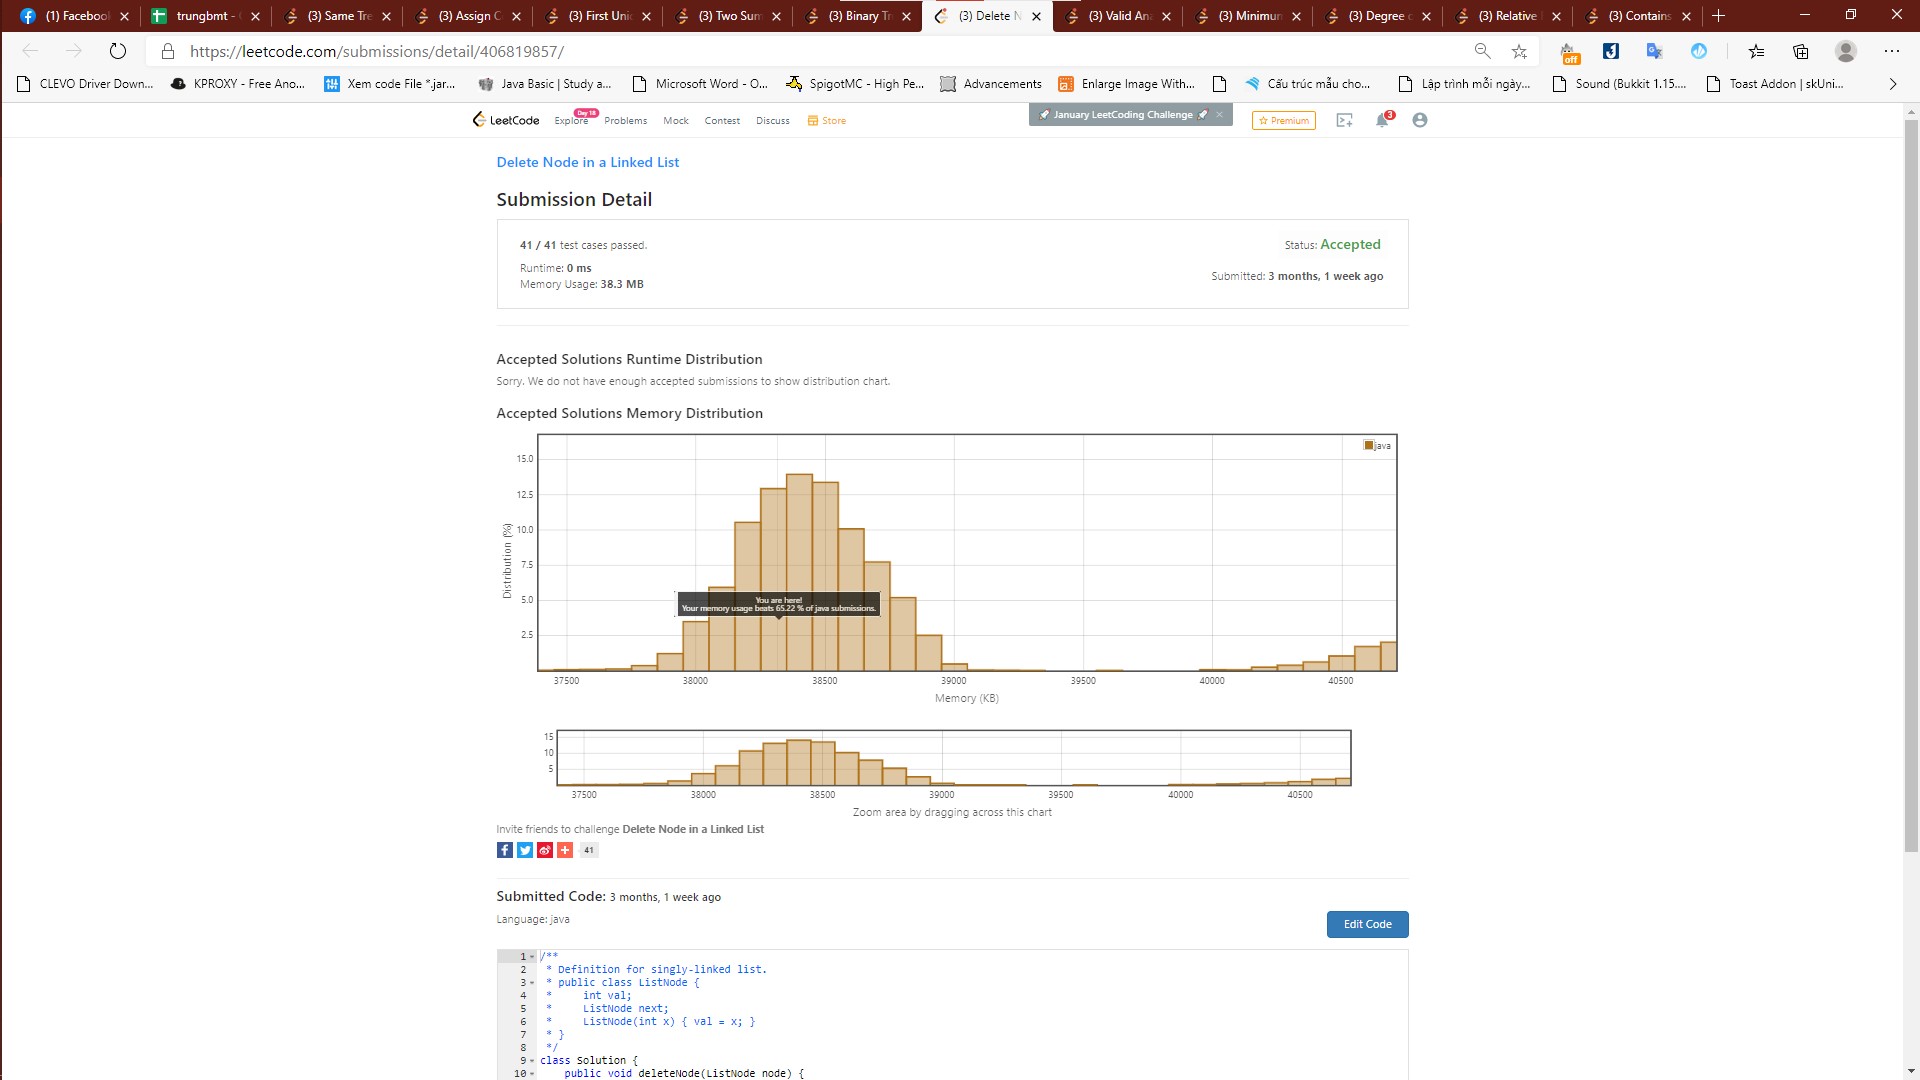 (1) Facebook
trungbmt -
(3) Same Tre
(3) Assign C
(3) First Uni
(3) Two Sum
(3) Binary Tr
(3) Delete N
(3) Valid An
(3) Minimum
(3) Degree o
(3) Relative
(3) Contains
https://leetcode.com/submissions/detail/406819857/
off
CLEVO Driver Down...
KPROXY - Free Ano...
Xem code File *.jar...
Java Basic | Study a...
Microsoft Word - O...
SpigotMC - High Pe...
Advancements
Enlarge Image With...
Cấu trúc mẫu cho...
Lập trình mỗi ngày...
Sound (Bukkit 1.15....
Toast Addon | skUni...
LeetCode
Explore
Day 18
Problems
Mock
Contest
Discuss
Store
January LeetCoding Challenge
Premium
3
Delete Node in a Linked List
Submission Detail
41 / 41 test cases passed.
Status: Accepted
Runtime: 0 ms
Submitted: 3 months, 1 week ago
Memory Usage: 38.3 MB
Accepted Solutions Runtime Distribution
Sorry. We do not have enough accepted submissions to show distribution chart.
Accepted Solutions Memory Distribution
java
15.0
12.5
10.0
7.5
5.0
2.5
Distribution (%)
You are here!
Your memory usage beats 65.22 % of java submissions.
37500 38000 38500 39000 39500 40000 40500
Memory (KB)
15
10
5
37500 38000 38500 39000 39500 40000 40500
Zoom area by dragging across this chart
Invite friends to challenge Delete Node in a Linked List
41
Submitted Code: 3 months, 1 week ago
Language: java
Edit Code
1 /**
2 * Definition for singly-linked list.
3 * public class ListNode {
4 *     int val;
5 *     ListNode next;
6 *     ListNode(int x) { val = x; }
7 * }
8 */
9 class Solution {
10     public void deleteNode(ListNode node) {